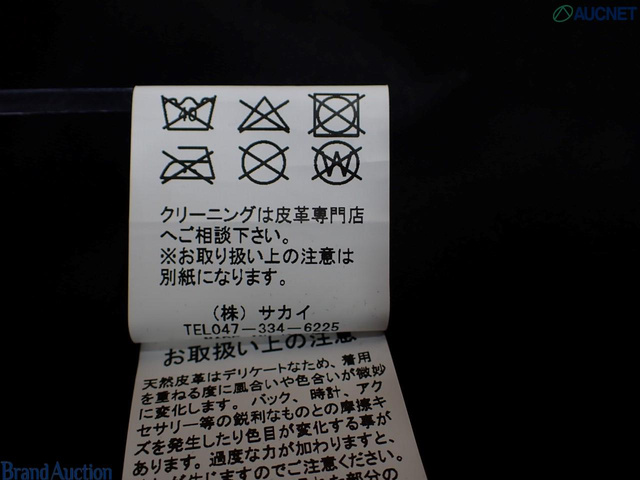 AUCNET
40
W
クリーニングは皮革専門店
へご相談下さい。
※お取り扱い上の注意は
別紙になります。
(株) サカイ
TEL047-334-6225
お取扱い上の注意
天然皮革はデリケートなため、着用
を重ねる度に風合いや色合いが微妙
に変化します。バック、時計、アク
セサリー等の鋭利なものとの摩擦キ
ズを発生したり色目が変化する事が
あります。過度な力が加わりますと、
が生じますのでご注意ください。
部分の
Brand Auction